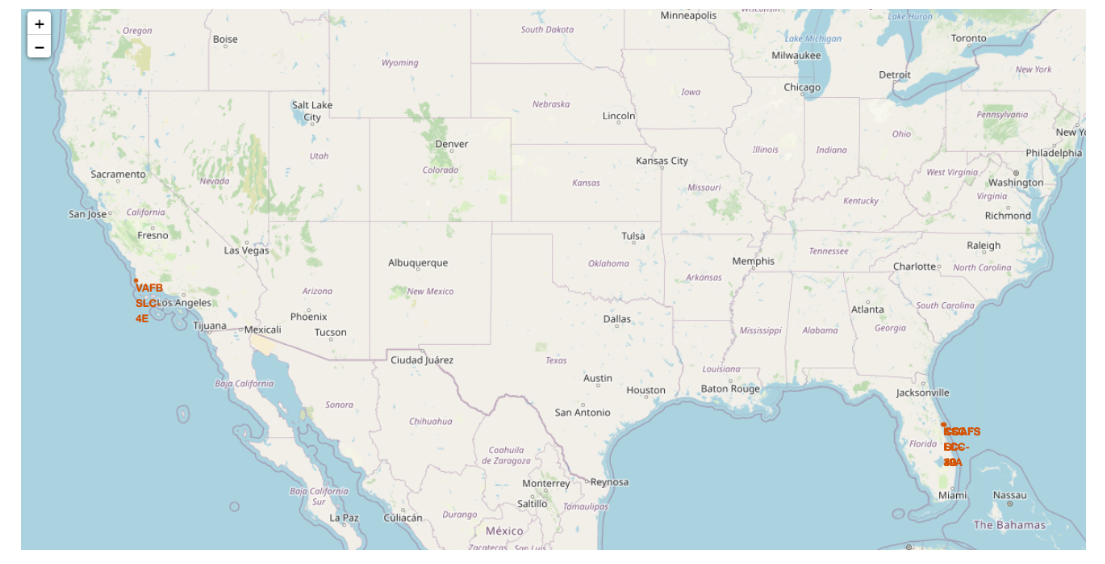 +
−
Oregon
Boise
Wyoming
South Dakota
Minneapolis
Lake Huron
Lake Michigan
Toronto
Milwaukee
Detroit
New York
Chicago
Iowa
Nebraska
Lincoln
Salt Lake
City
Pennsylvania
Ohio
Illinois
Indiana
Denver
Utah
Colorado
Philadelphia
Sacramento
Nevada
Kansas
Kansas City
Missouri
West Virginia
Washington
Virginia
Kentucky
San Jose
California
Fresno
Richmond
Las Vegas
Tulsa
Raleigh
Tennessee
Albuquerque
Oklahoma
Memphis
Charlotte
North Carolina
Arkansas
VAFB
SLC-
4E
Los Angeles
Arizona
New Mexico
South Carolina
Atlanta
Georgia
Phoenix
Dallas
Tijuana
Mexicali
Tucson
Mississippi
Alabama
Ciudad Juárez
Texas
Louisiana
Baja California
Austin
Houston
Baton Rouge
Jacksonville
Sonora
San Antonio
Chihuahua
Florida
Coahuila
de Zaragoza
Monterrey
Reynosa
Miami
Nassau
Baja California
Sur
Saltillo
Tamaulipas
La Paz
Culiacán
Durango
México
The Bahamas
Zacatecas
San Luis